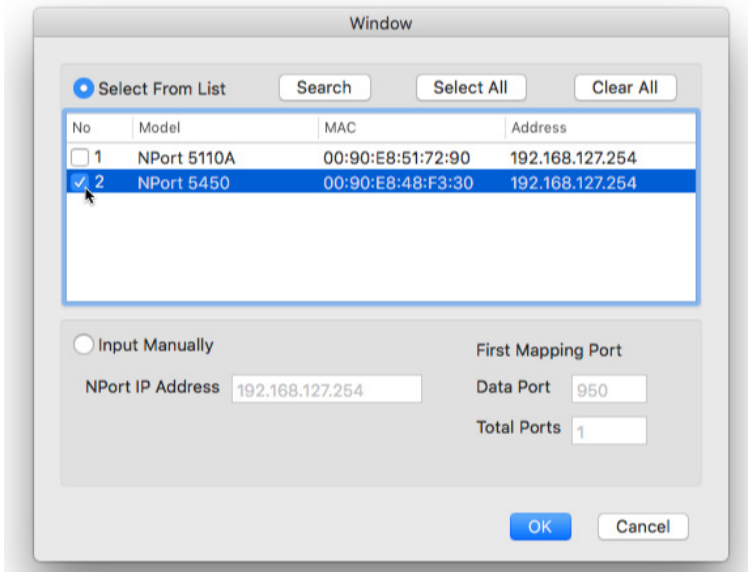 Window
Select From List Search Select All Clear All
No Model MAC Address
1 NPort 5110A 00:90:E8:51:72:90 192.168.127.254
2 NPort 5450 00:90:E8:48:F3:30 192.168.127.254
Input Manually
First Mapping Port
NPort IP Address 192.168.127.254 Data Port 950
Total Ports 1
OK Cancel